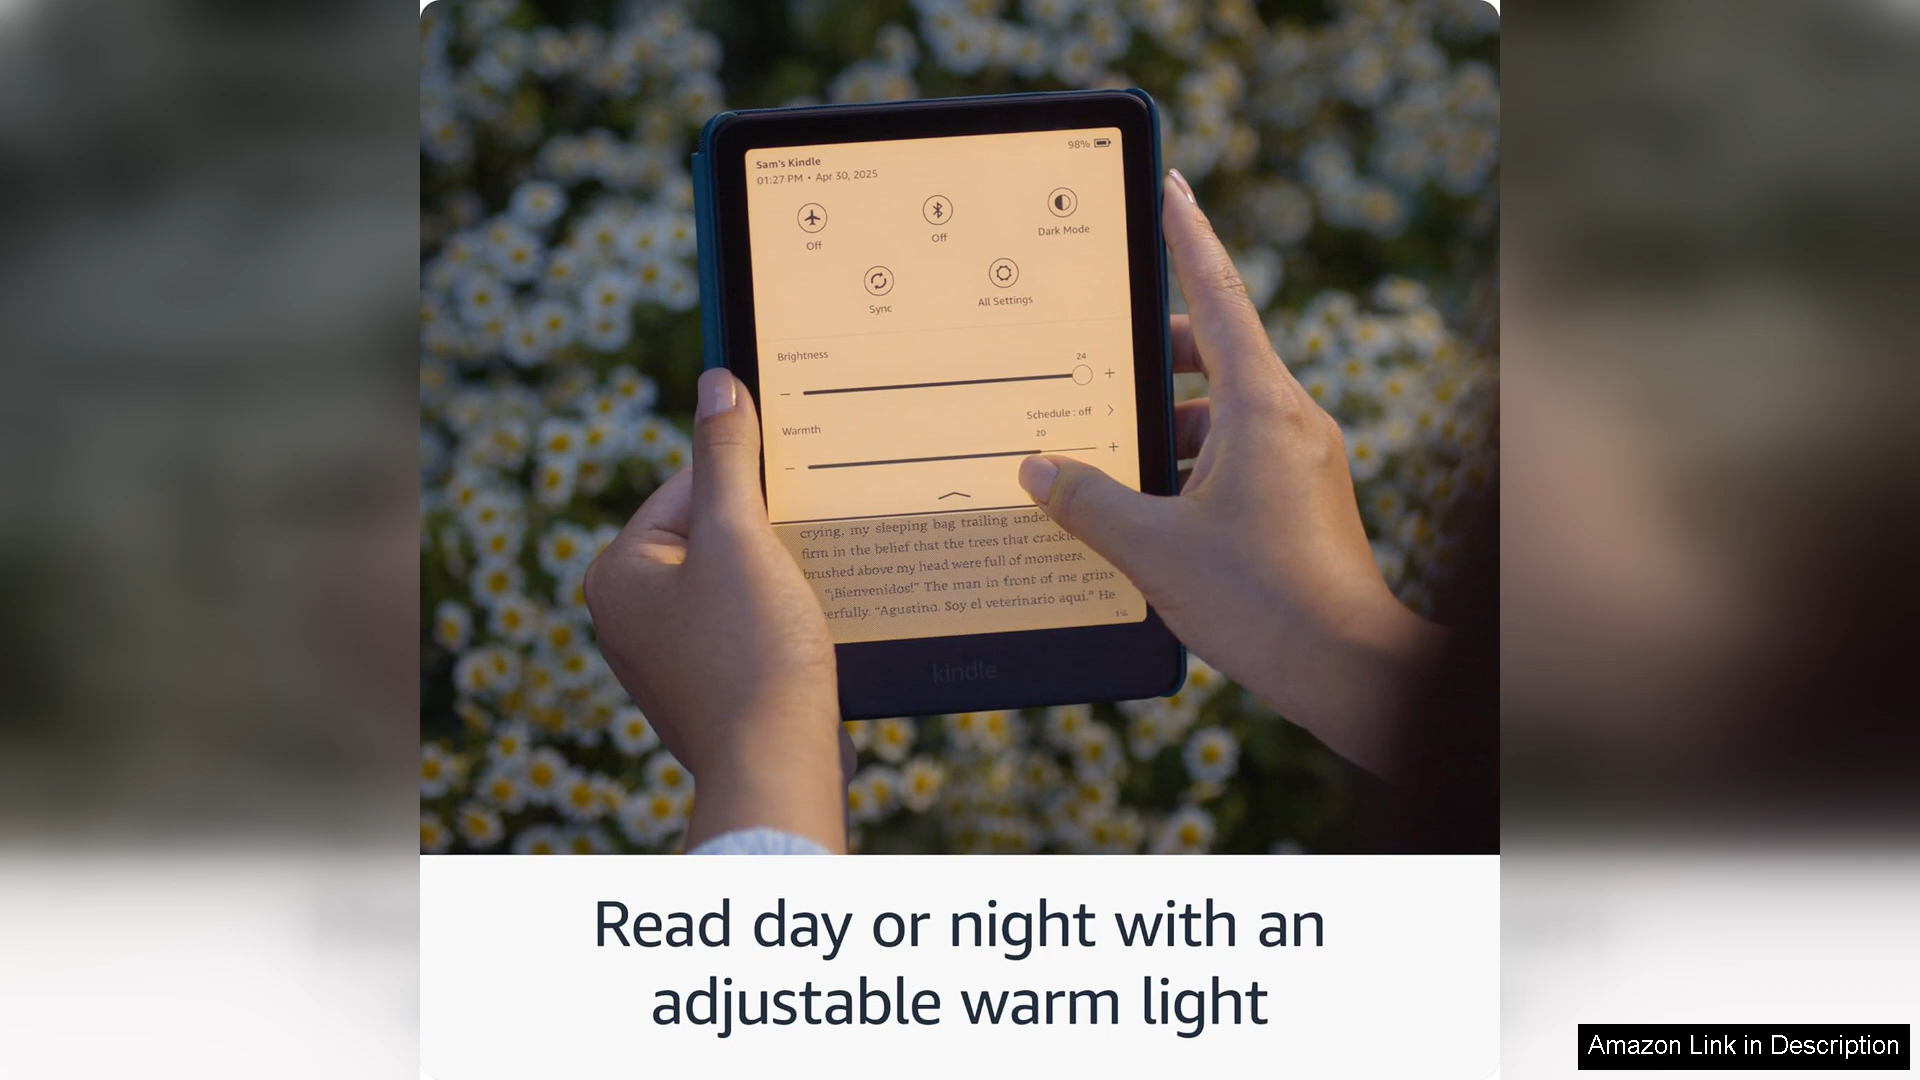 Sam's Kindle
98%
01:27 PM • Apr 30, 2025
Off
Off
Dark Mode
Sync
All Settings
Brightness
24
Schedule : off
Warmth
20
crying, my sleeping bag trailing under
firm in the belief that the trees that crackle
brushed above my head were full of monsters.
"¡Bienvenidos!" The man in front of me grins
erfully. "Agustino. Soy el veterinario aquí." He
1%
kindle
Read day or night with an
adjustable warm light
Amazon Link in Description